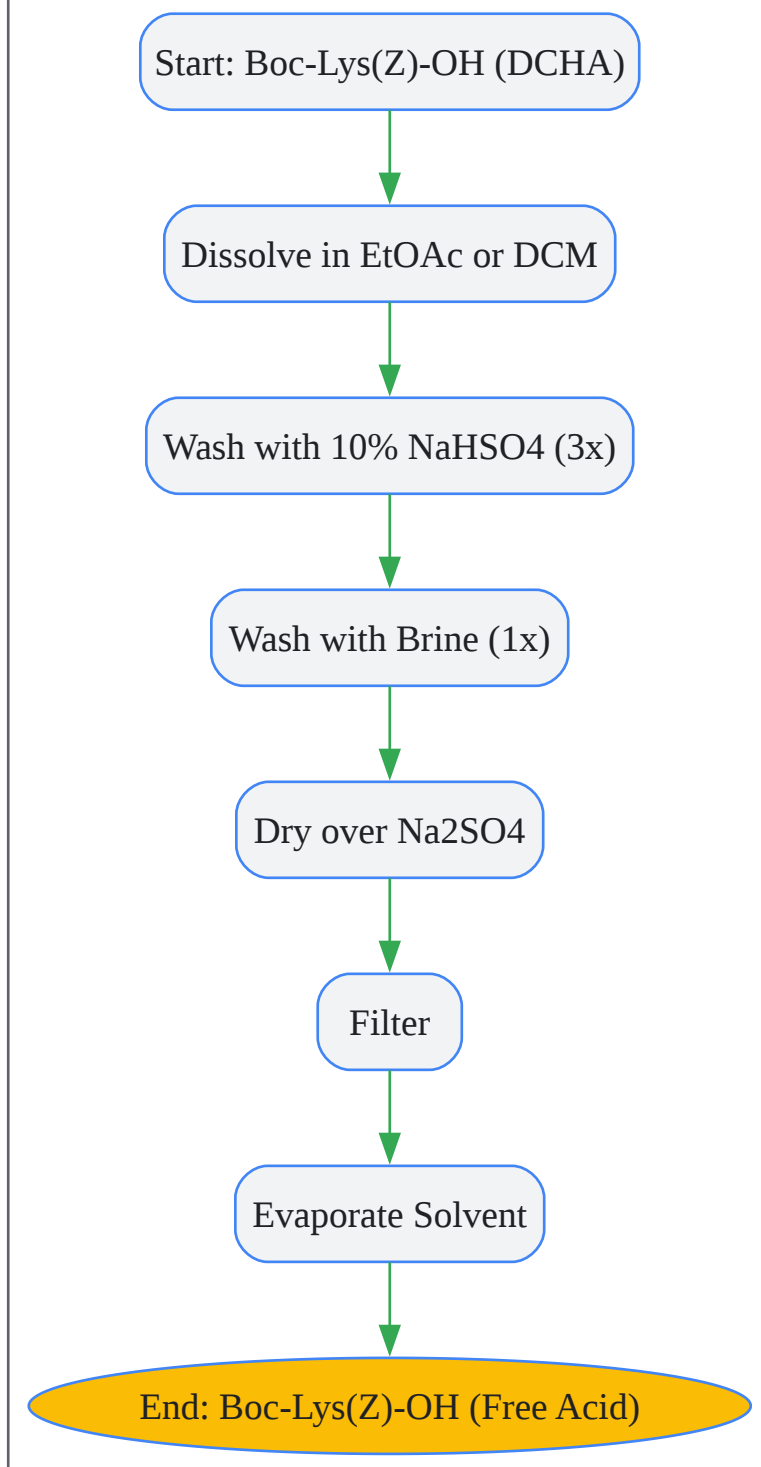 Start: Boc-Lys(Z)-OH (DCHA)
Dissolve in EtOAc or DCM
Wash with 10% NaHSO4 (3x)
Wash with Brine (1x)
Dry over Na2SO4
Filter
Evaporate Solvent
End: Boc-Lys(Z)-OH (Free Acid)